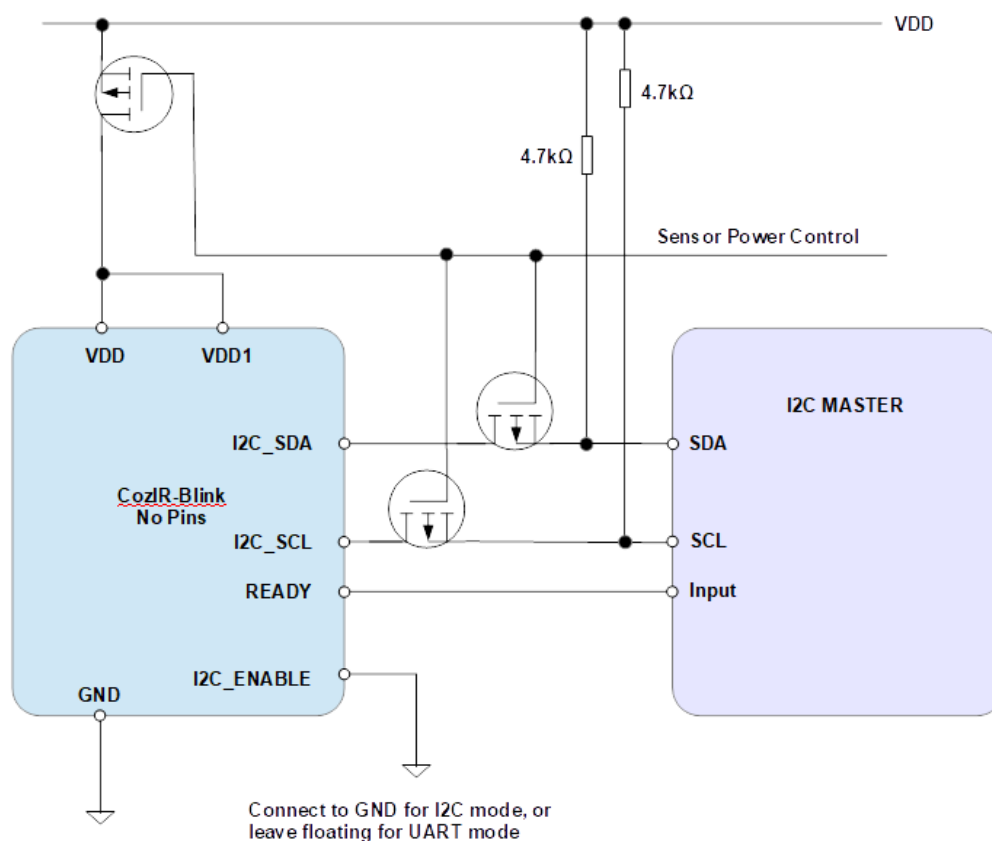 VDD
4.7kΩ
4.7kΩ
Sensor Power Control
VDD
VDD1
I2C MASTER
I2C_SDA
SDA
CozIR-Blink
No Pins
I2C_SCL
SCL
READY
Input
I2C_ENABLE
GND
Connect to GND for I2C mode, or
leave floating for UART mode